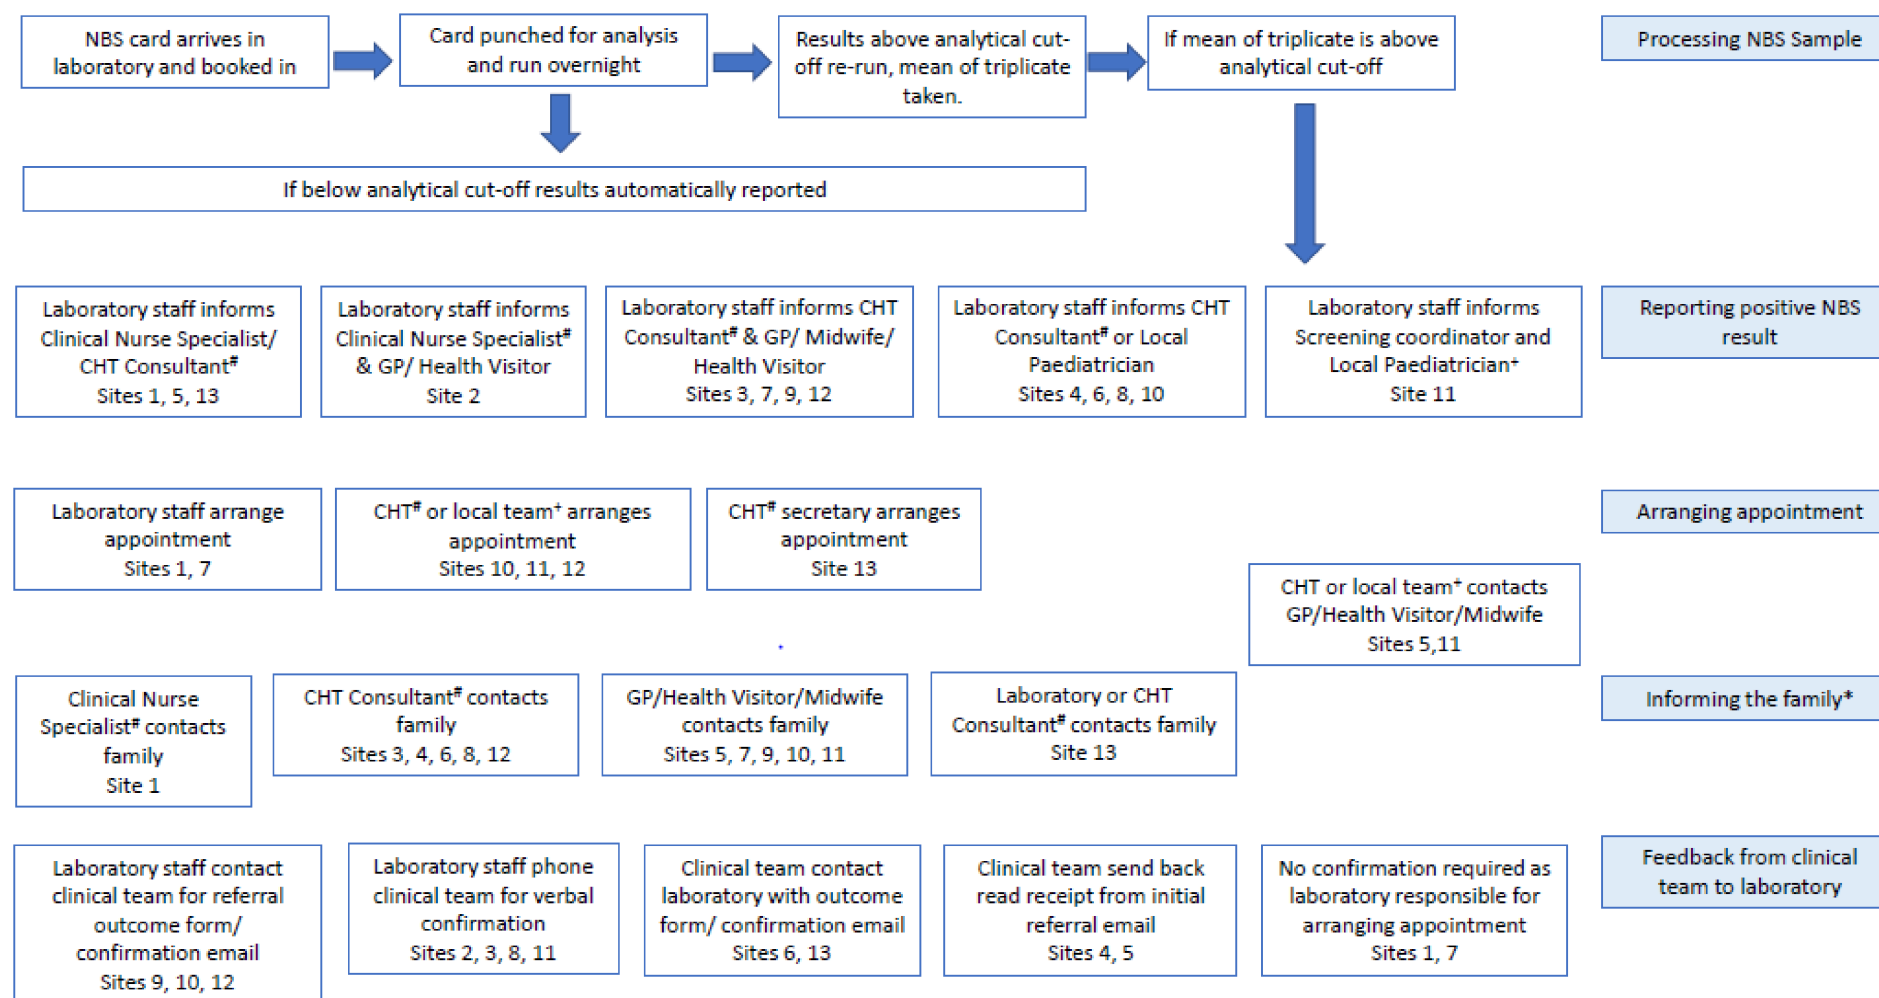 NBS card arrives in
laboratory and booked in
Card punched for analysis
and run overnight
Results above analytical cut-
off re-run, mean of triplicate
taken.
If mean of triplicate is above
analytical cut-off
Processing NBS Sample
If below analytical cut-off results automatically reported
Laboratory staff informs
Clinical Nurse Specialist/
CHT Consultant#
Sites 1, 5, 13
Laboratory staff informs
Clinical Nurse Specialist#
& GP/ Health Visitor
Site 2
Laboratory staff informs CHT
Consultant# & GP/ Midwife/
Health Visitor
Sites 3, 7, 9, 12
Laboratory staff informs CHT
Consultant# or Local
Paediatrician
Sites 4, 6, 8, 10
Laboratory staff informs
Screening coordinator and
Local Paediatrician+
Site 11
Reporting positive NBS
result
Laboratory staff arrange
appointment
Sites 1, 7
CHT# or local team+ arranges
appointment
Sites 10, 11, 12
CHT# secretary arranges
appointment
Site 13
Arranging appointment
CHT or local team+ contacts
GP/Health Visitor/Midwife
Sites 5,11
Clinical Nurse
Specialist# contacts
family
Site 1
CHT Consultant# contacts
family
Sites 3, 4, 6, 8, 12
GP/Health Visitor/Midwife
contacts family
Sites 5, 7, 9, 10, 11
Laboratory or CHT
Consultant# contacts family
Site 13
Informing the family*
Laboratory staff contact
clinical team for referral
outcome form/
confirmation email
Sites 9, 10, 12
Laboratory staff phone
clinical team for verbal
confirmation
Sites 2, 3, 8, 11
Clinical team contact
laboratory with outcome
form/ confirmation email
Sites 6, 13
Clinical team send back
read receipt from initial
referral email
Sites 4, 5
No confirmation required as
laboratory responsible for
arranging appointment
Sites 1, 7
Feedback from clinical
team to laboratory